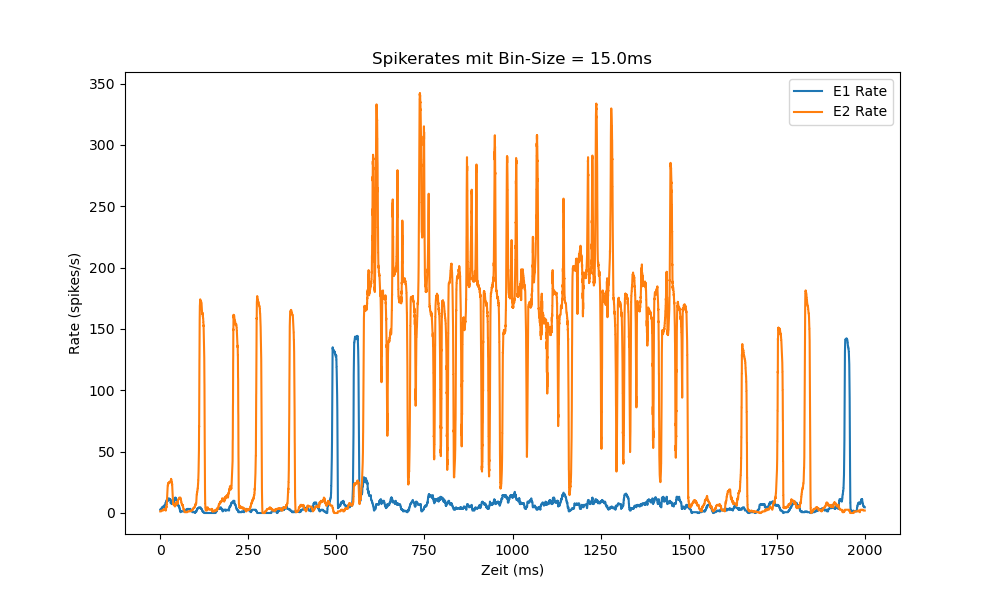 Spikerates mit Bin-Size = 15.0ms
E1 Rate
E2 Rate
Rate (spikes/s)
350
300
250
200
150
100
50
0
0 250 500 750 1000 1250 1500 1750 2000
Zeit (ms)